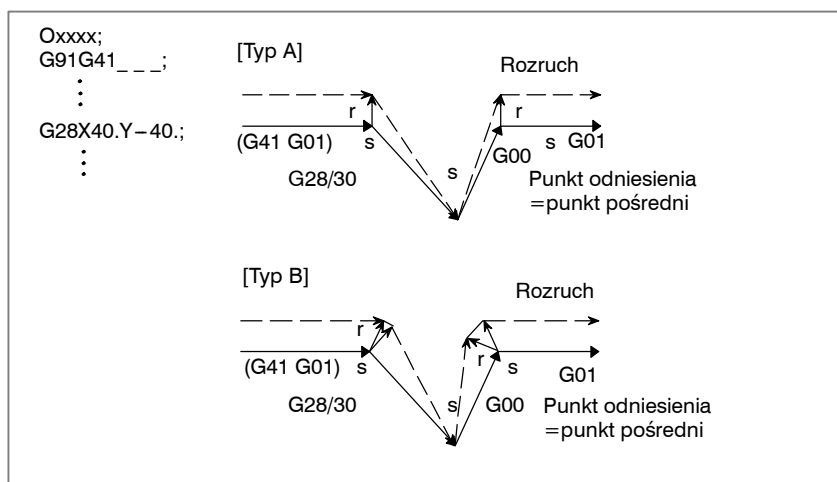 Oxxxx;
G91G41_ _ _;
G28X40.Y-40.;
[Typ A]
Rozruch
r
r
(G41 G01)
s
G00
s
G01
s
G28/30
Punkt odniesienia
=punkt pośredni
[Typ B]
Rozruch
r
r
(G41 G01)
s
s
G01
G28/30
s
G00
Punkt odniesienia
=punkt pośredni